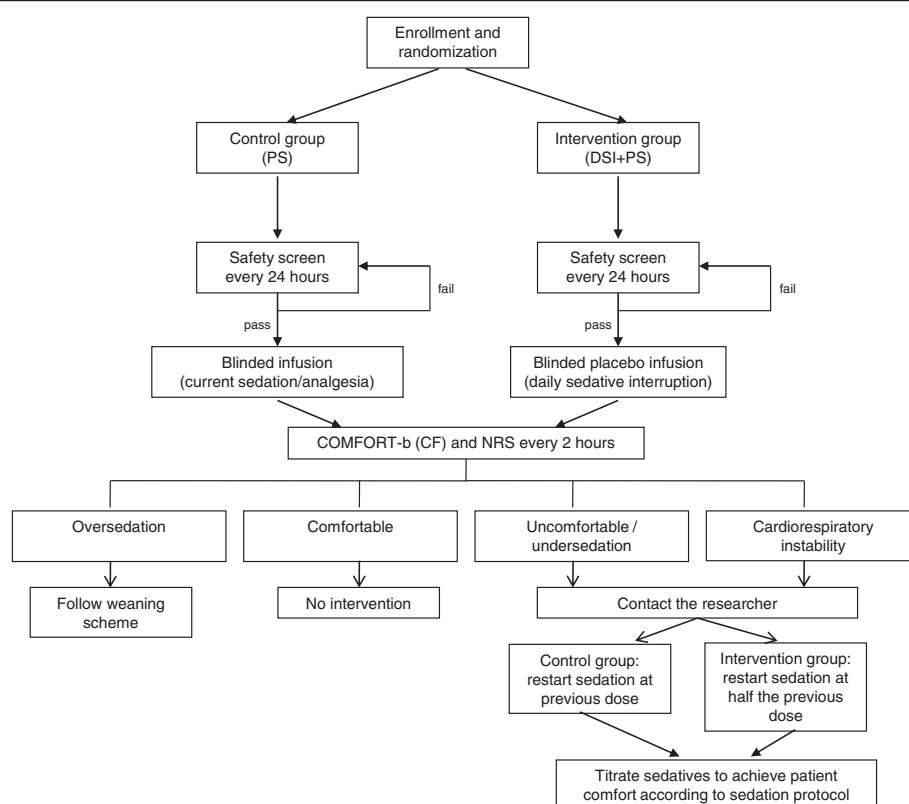 Enrollment and
randomization
Control group
(PS)
Intervention group
(DSI+PS)
Safety screen
every 24 hours
fail
pass
Safety screen
every 24 hours
fail
pass
Blinded infusion
(current sedation/analgesia)
Blinded placebo infusion
(daily sedative interruption)
COMFORT-b (CF) and NRS every 2 hours
Oversedation
Comfortable
Uncomfortable /
undersedation
Cardiorespiratory
instability
Follow weaning
scheme
No intervention
Contact the researcher
Control group:
restart sedation at
previous dose
Intervention group:
restart sedation at
half the previous
dose
Titrate sedatives to achieve patient
comfort according to sedation protocol